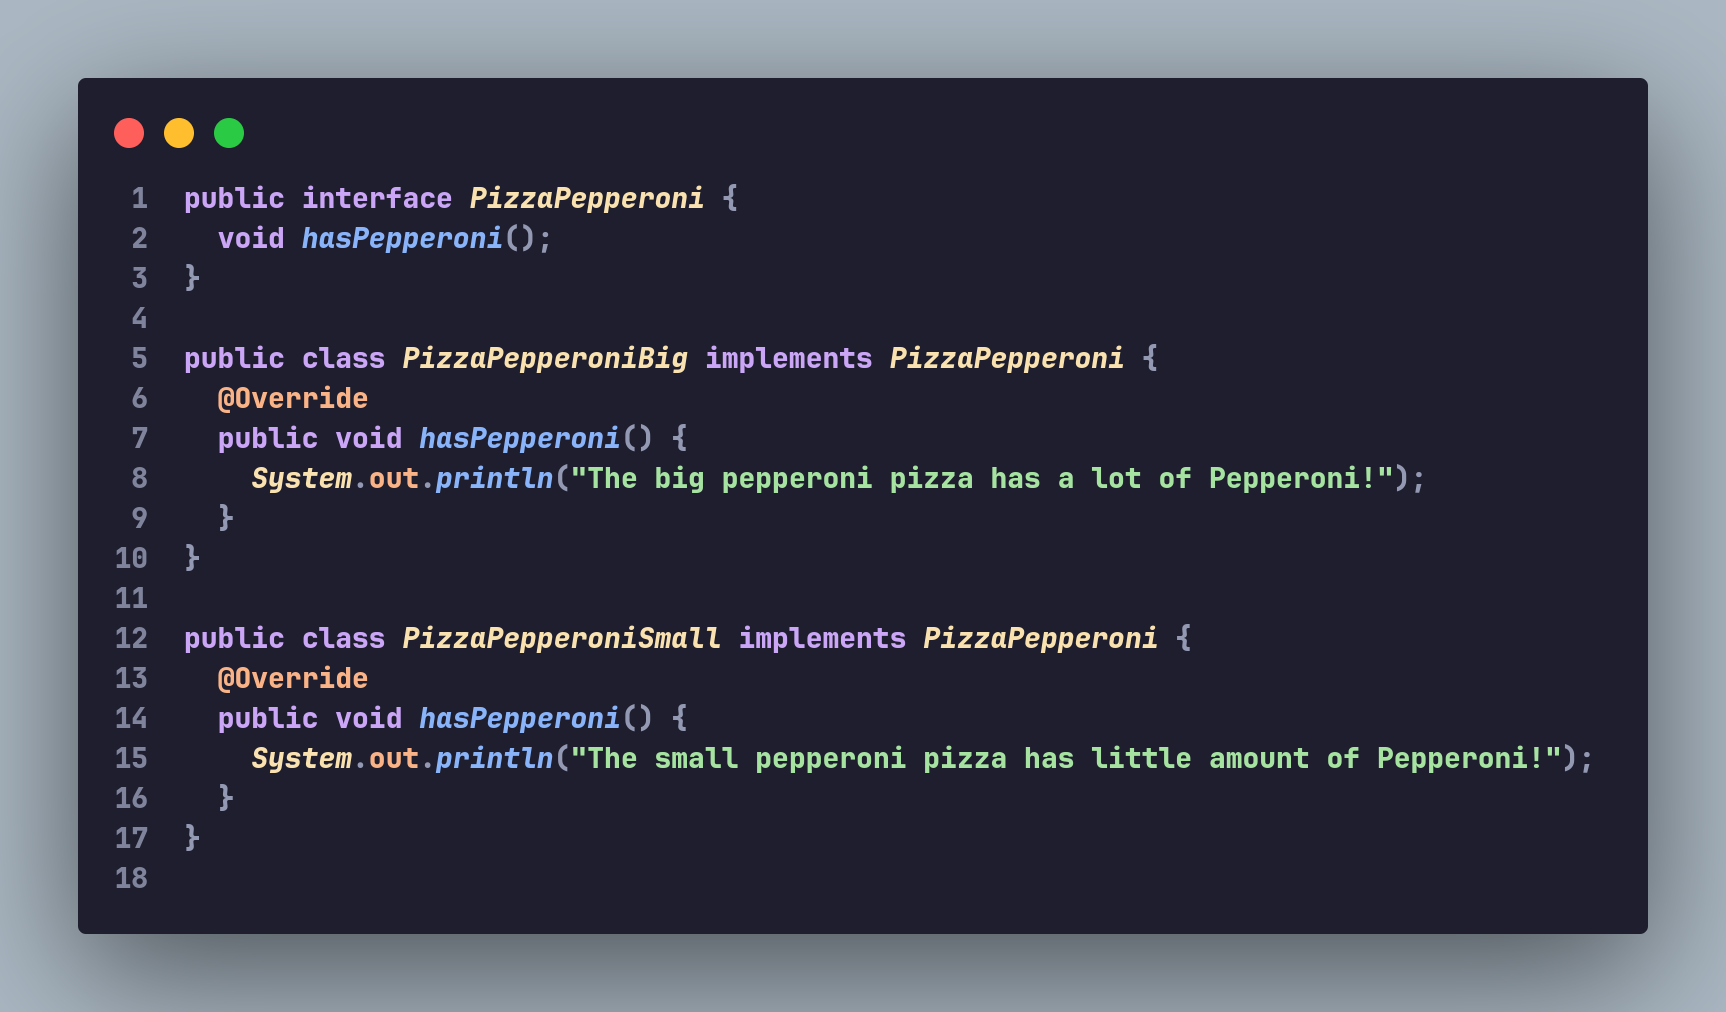 1 public interface PizzaPepperoni {
2   void hasPepperoni();
3 }
4
5 public class PizzaPepperoniBig implements PizzaPepperoni {
6   @Override
7   public void hasPepperoni() {
8     System.out.println("The big pepperoni pizza has a lot of Pepperoni!");
9   }
10 }
11
12 public class PizzaPepperoniSmall implements PizzaPepperoni {
13   @Override
14   public void hasPepperoni() {
15     System.out.println("The small pepperoni pizza has little amount of Pepperoni!");
16   }
17 }
18